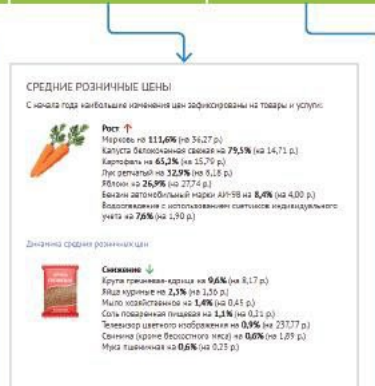 СРЕДНИЕ РОЗНИЧНЫЕ ЦЕНЫ
С начала года наибольшие изменения цен зафиксированы на товары и услуги:
Рост ↑
Морковь на 111,6% (на 36,27 р.)
Капуста белокочанная свежая на 79,5% (на 14,71 р.)
Картофель на 65,2% (на 15,79 р.)
Лук репчатый на 32,9% (на 8,18 р.)
Яблоки на 26,9% (на 27,74 р.)
Бензин автомобильный марки АИ-98 на 8,4% (на 4,00 р.)
Водоотведение с использованием счетчиков индивидуального
учета на 7,6% (на 1,90 р.)
Динамика средних розничных цен
Снижение ↓
Крупа гречневая-ядрица на 9,6% (на 8,17 р.)
Яйца куриные на 2,3% (на 1,56 р.)
Мыло хозяйственное на 1,4% (на 0,45 р.)
Соль поваренная пищевая на 1,1% (на 0,21 р.)
Телевизор цветного изображения на 0,9% (на 237,77 р.)
Свинина (кроме бескостного мяса) на 0,6% (на 1,89 р.)
Мука пшеничная на 0,6% (на 0,25 р.)